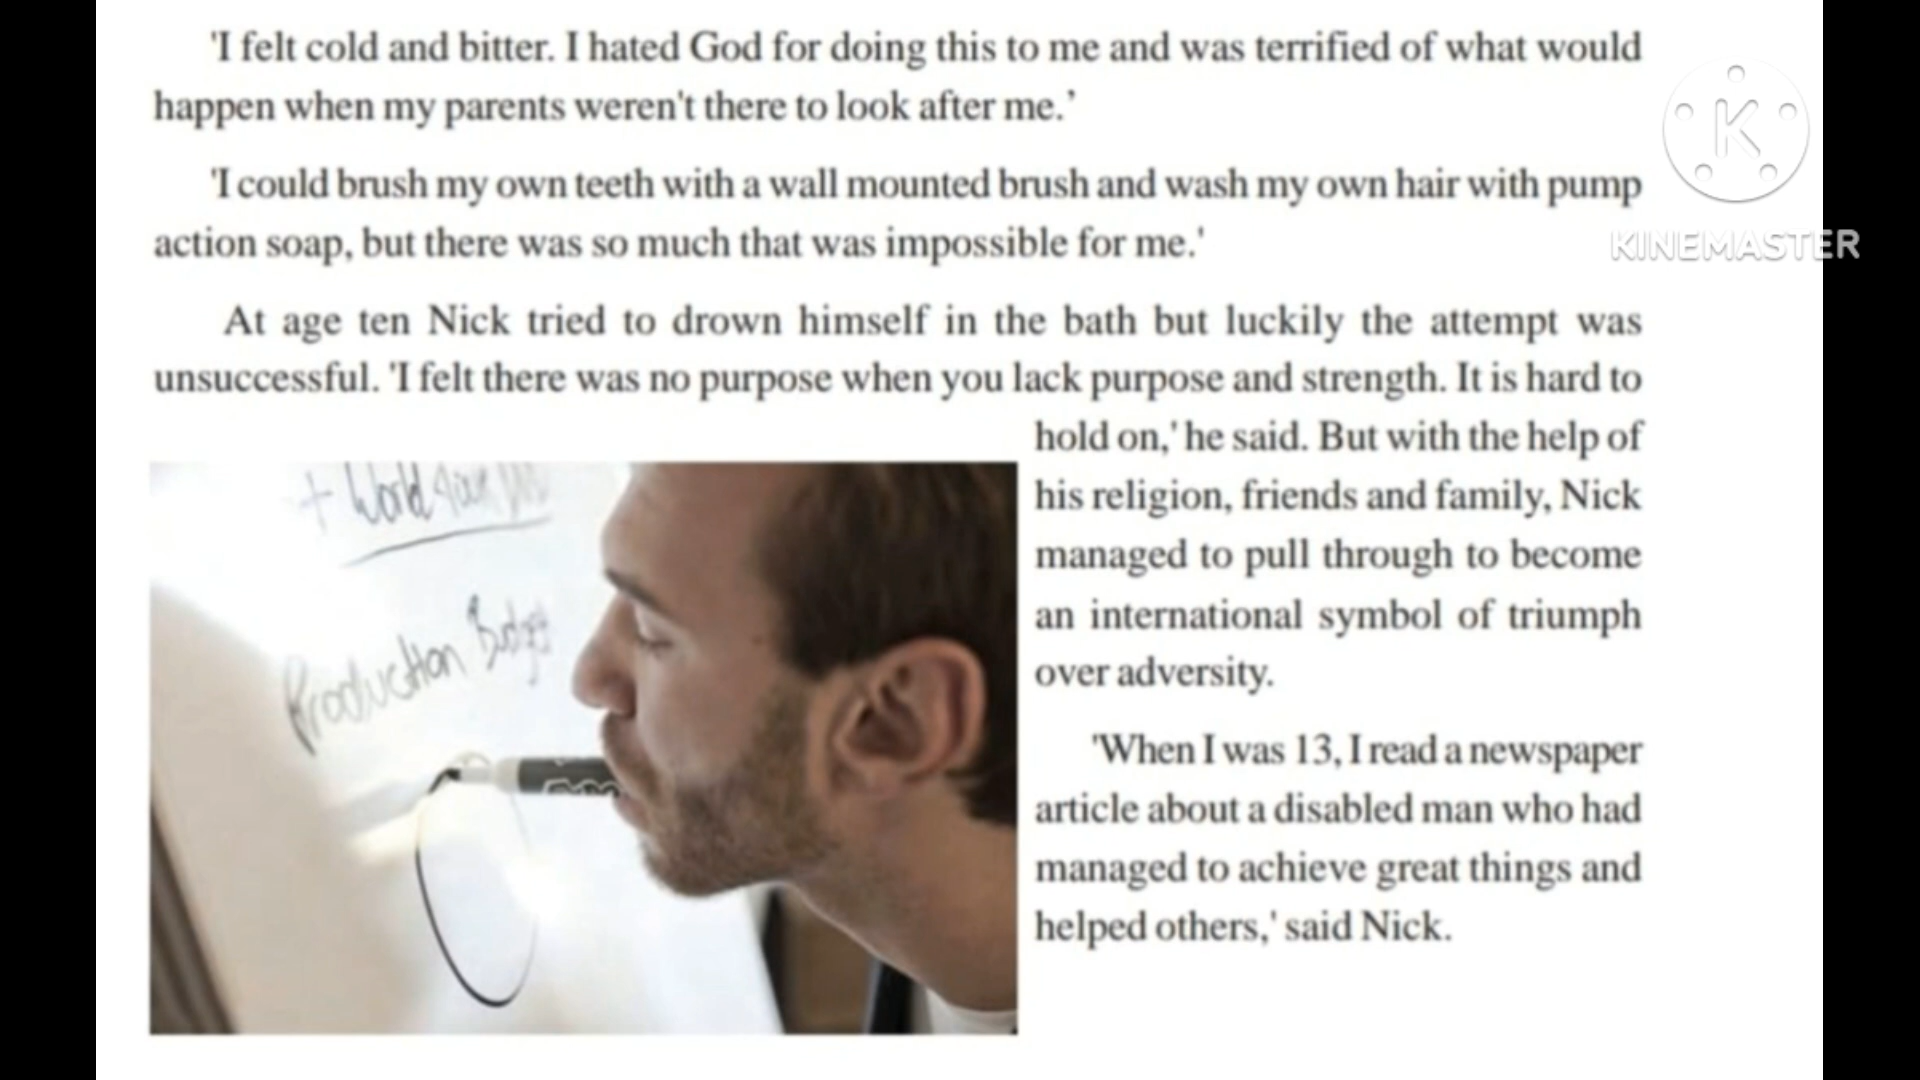 'I felt cold and bitter. I hated God for doing this to me and was terrified of what would
happen when my parents weren't there to look after me.’
'I could brush my own teeth with a wall mounted brush and wash my own hair with pump
action soap, but there was so much that was impossible for me.'
At age ten Nick tried to drown himself in the bath but luckily the attempt was
unsuccessful. 'I felt there was no purpose when you lack purpose and strength. It is hard to
hold on,' he said. But with the help of
his religion, friends and family, Nick
managed to pull through to become
an international symbol of triumph
over adversity.
'When I was 13, I read a newspaper
article about a disabled man who had
managed to achieve great things and
helped others,' said Nick.
+ World Tour
Production Budget
EXPO
K
KINEMASTER